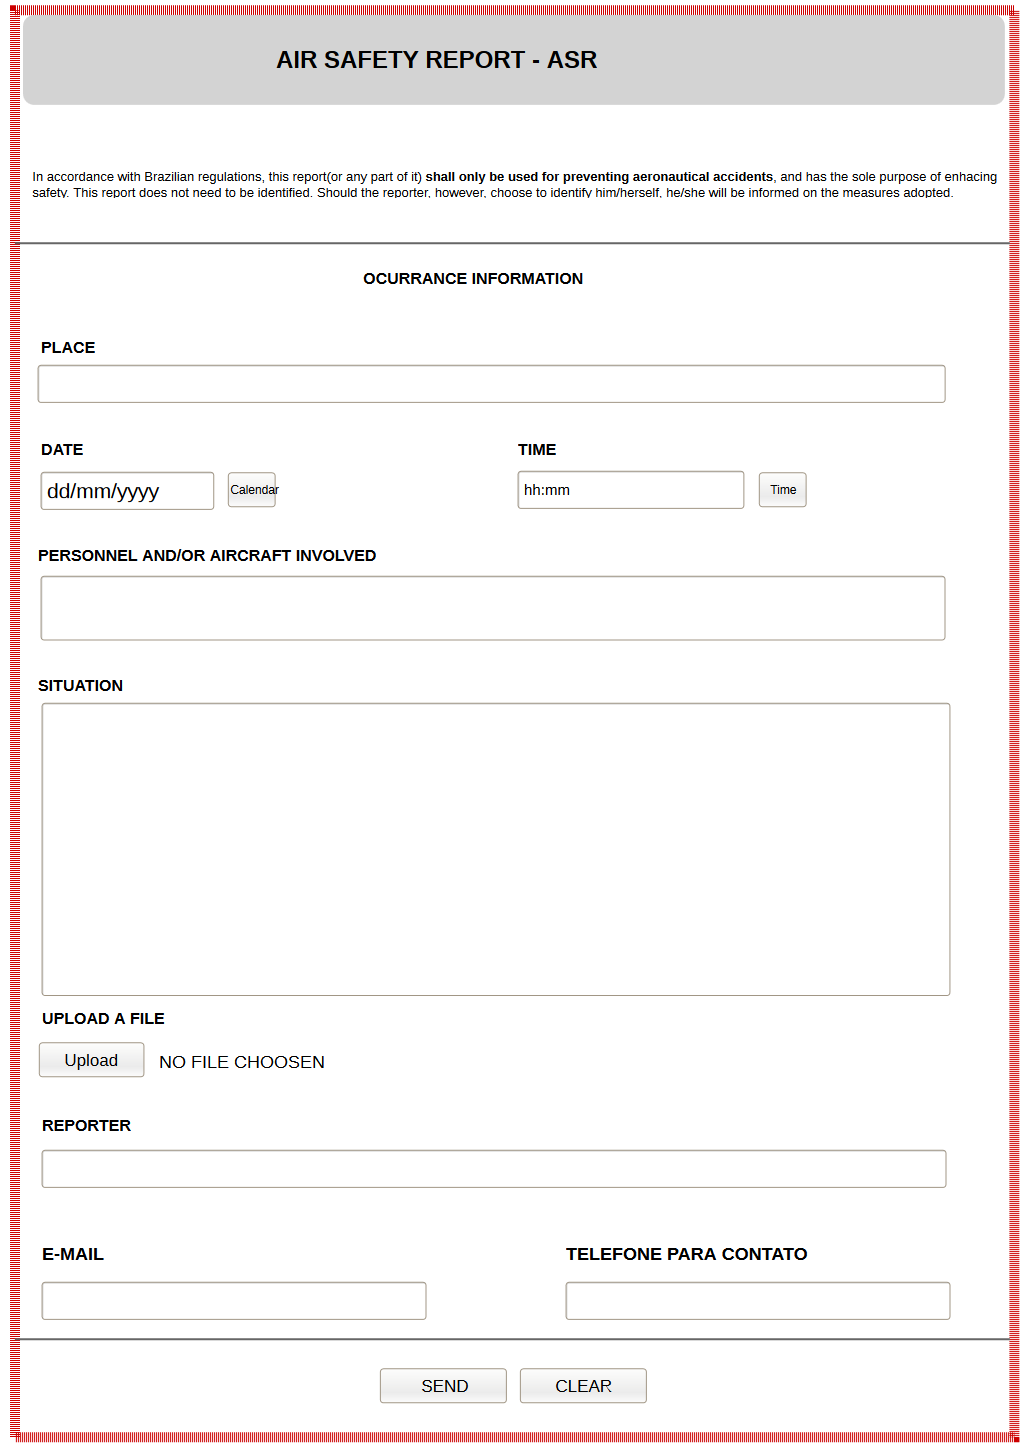 AIR SAFETY REPORT - ASR
In accordance with Brazilian regulations, this report(or any part of it) shall only be used for preventing aeronautical accidents, and has the sole purpose of enhacing
safety. This report does not need to be identified. Should the reporter, however, choose to identify him/herself, he/she will be informed on the measures adopted.
OCURRANCE INFORMATION
PLACE
DATE TIME
dd/mm/yyyy Calendar hh:mm Time
PERSONNEL AND/OR AIRCRAFT INVOLVED
SITUATION
UPLOAD A FILE
Upload NO FILE CHOOSEN
REPORTER
E-MAIL TELEFONE PARA CONTATO
SEND CLEAR